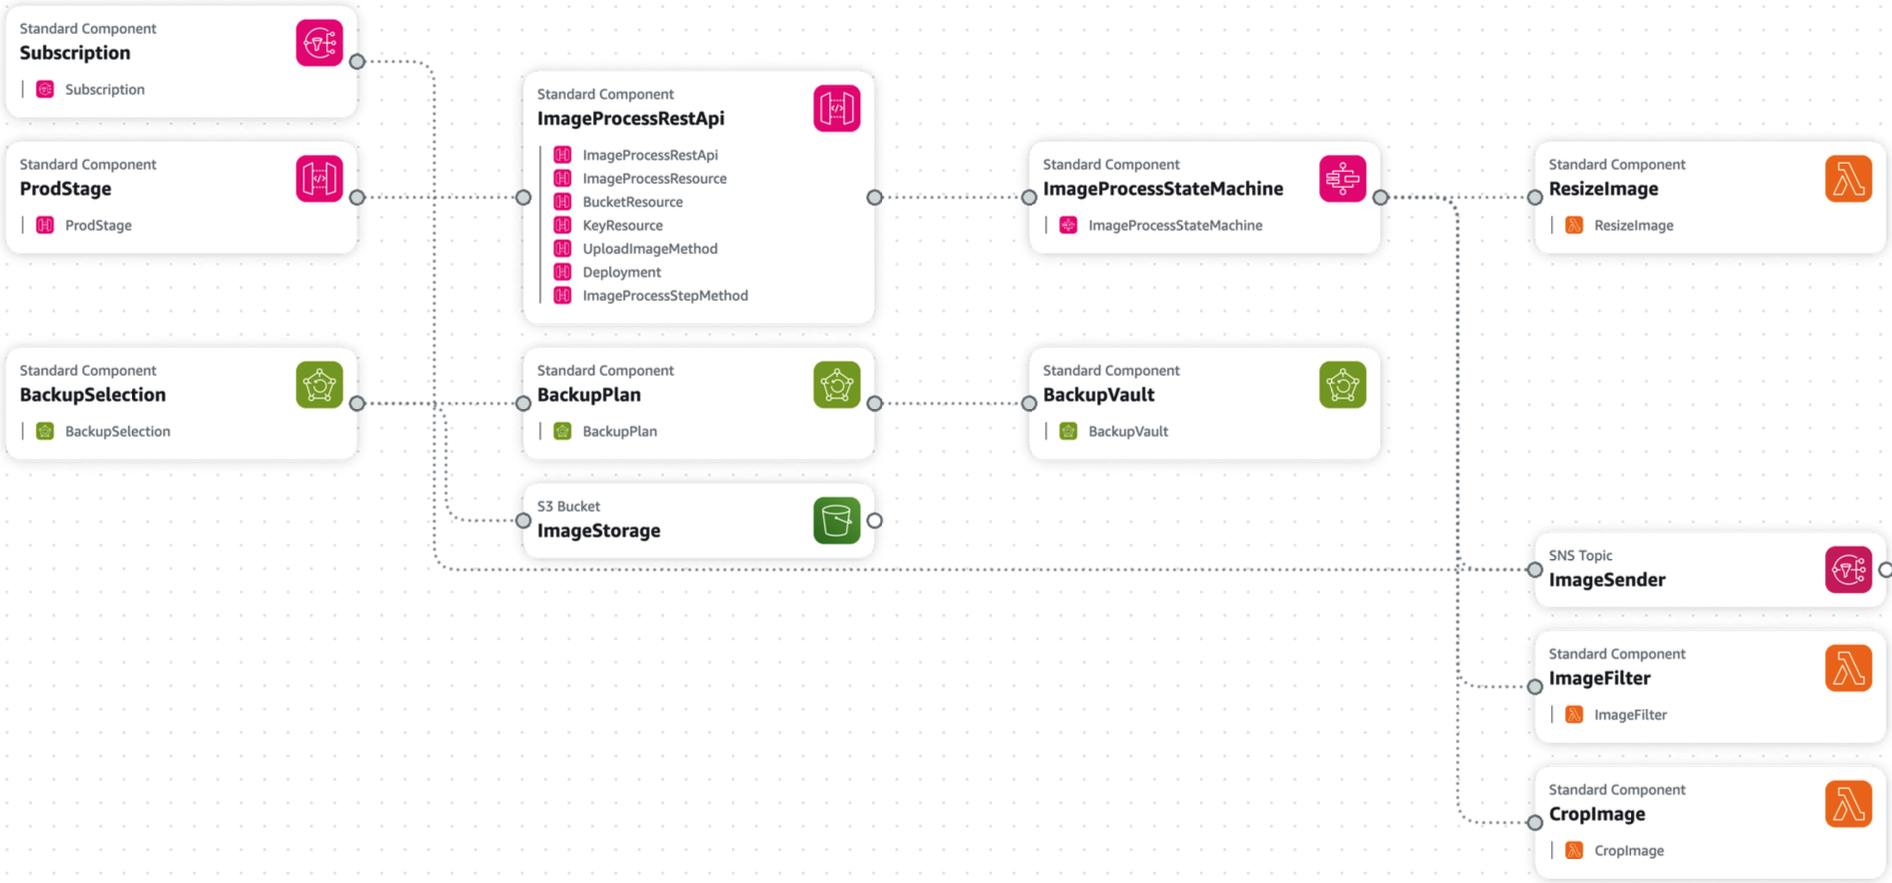 Standard Component
Subscription
Subscription
Standard Component
ProdStage
ProdStage
Standard Component
ImageProcessRestApi
ImageProcessRestApi
ImageProcessResource
BucketResource
KeyResource
UploadImageMethod
Deployment
ImageProcessStepMethod
Standard Component
ImageProcessStateMachine
ImageProcessStateMachine
Standard Component
ResizeImage
ResizeImage
Standard Component
BackupSelection
BackupSelection
Standard Component
BackupPlan
BackupPlan
Standard Component
BackupVault
BackupVault
S3 Bucket
ImageStorage
SNS Topic
ImageSender
Standard Component
ImageFilter
ImageFilter
Standard Component
CropImage
CropImage